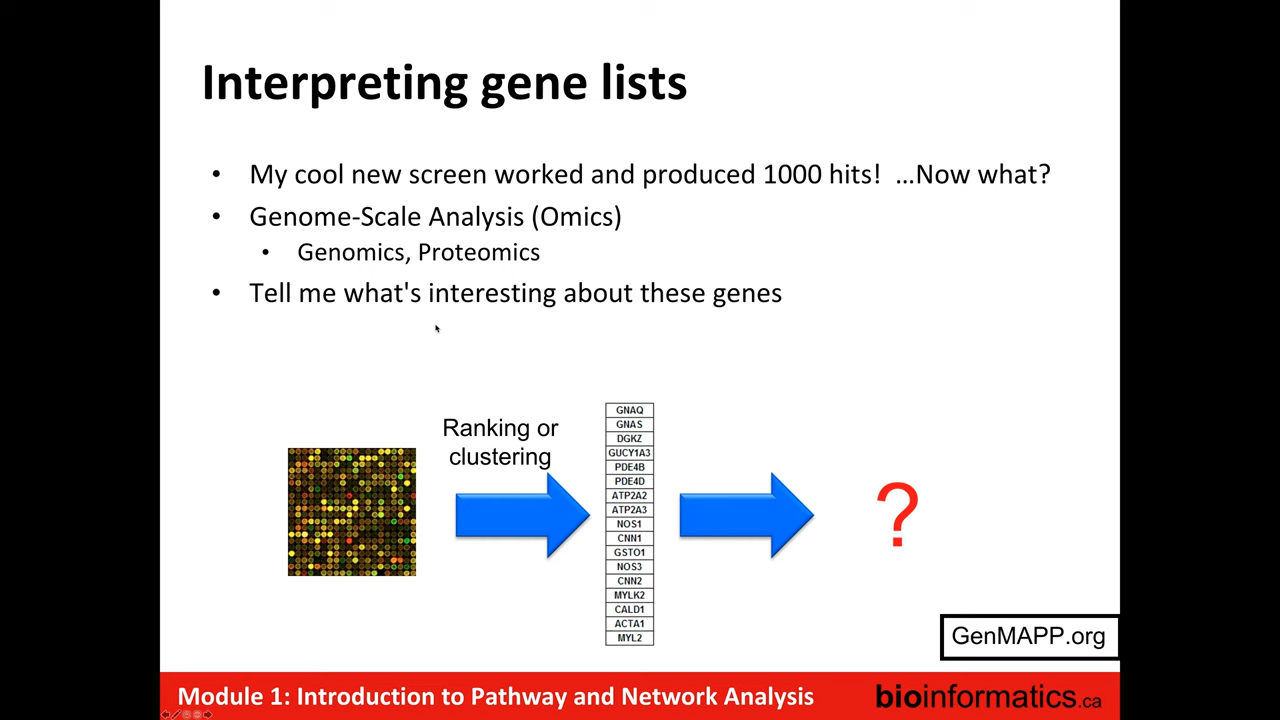 Interpreting gene lists
• My cool new screen worked and produced 1000 hits! …Now what?
• Genome-Scale Analysis (Omics)
• Genomics, Proteomics
• Tell me what's interesting about these genes
Ranking or
clustering
GNAQ
GNAS
DGKZ
GUCY1A3
PDE4B
PDE4D
ATP2A2
ATP2A3
NOS1
CNN1
GSTO1
NOS3
CNN2
MYLK2
CALD1
ACTA1
MYL2
?
GenMAPP.org
Module 1: Introduction to Pathway and Network Analysis
bioinformatics.ca